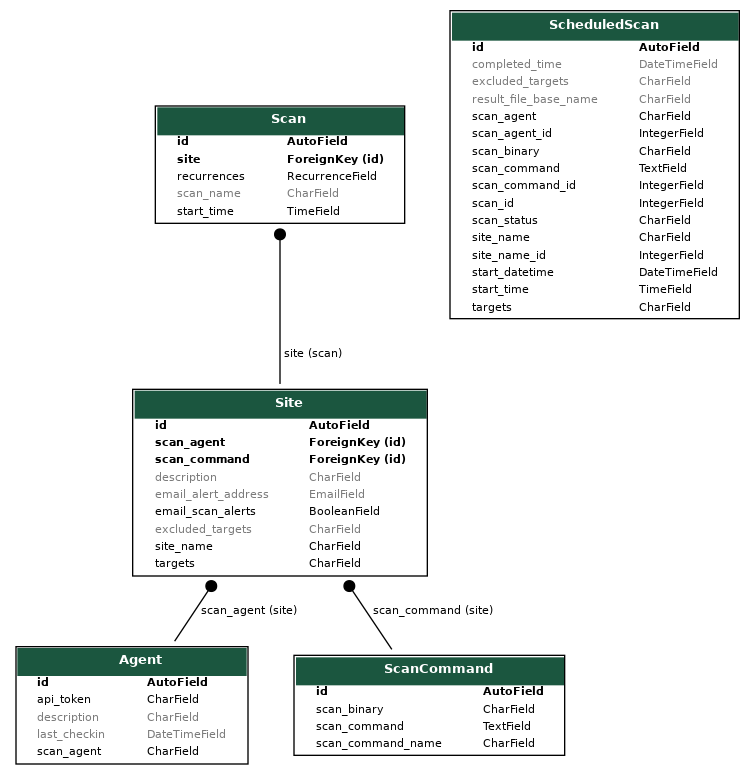 ScheduledScan
id AutoField
completed_time DateTimeField
excluded_targets CharField
result_file_base_name CharField
scan_agent CharField
scan_agent_id IntegerField
scan_binary CharField
scan_command TextField
scan_command_id IntegerField
scan_id IntegerField
scan_status CharField
site_name CharField
site_name_id IntegerField
start_datetime DateTimeField
start_time TimeField
targets CharField
Scan
id AutoField
site ForeignKey (id)
recurrences RecurrenceField
scan_name CharField
start_time TimeField
site (scan)
Site
id AutoField
scan_agent ForeignKey (id)
scan_command ForeignKey (id)
description CharField
email_alert_address EmailField
email_scan_alerts BooleanField
excluded_targets CharField
site_name CharField
targets CharField
scan_agent (site)
scan_command (site)
Agent
id AutoField
api_token CharField
description CharField
last_checkin DateTimeField
scan_agent CharField
ScanCommand
id AutoField
scan_binary CharField
scan_command TextField
scan_command_name CharField